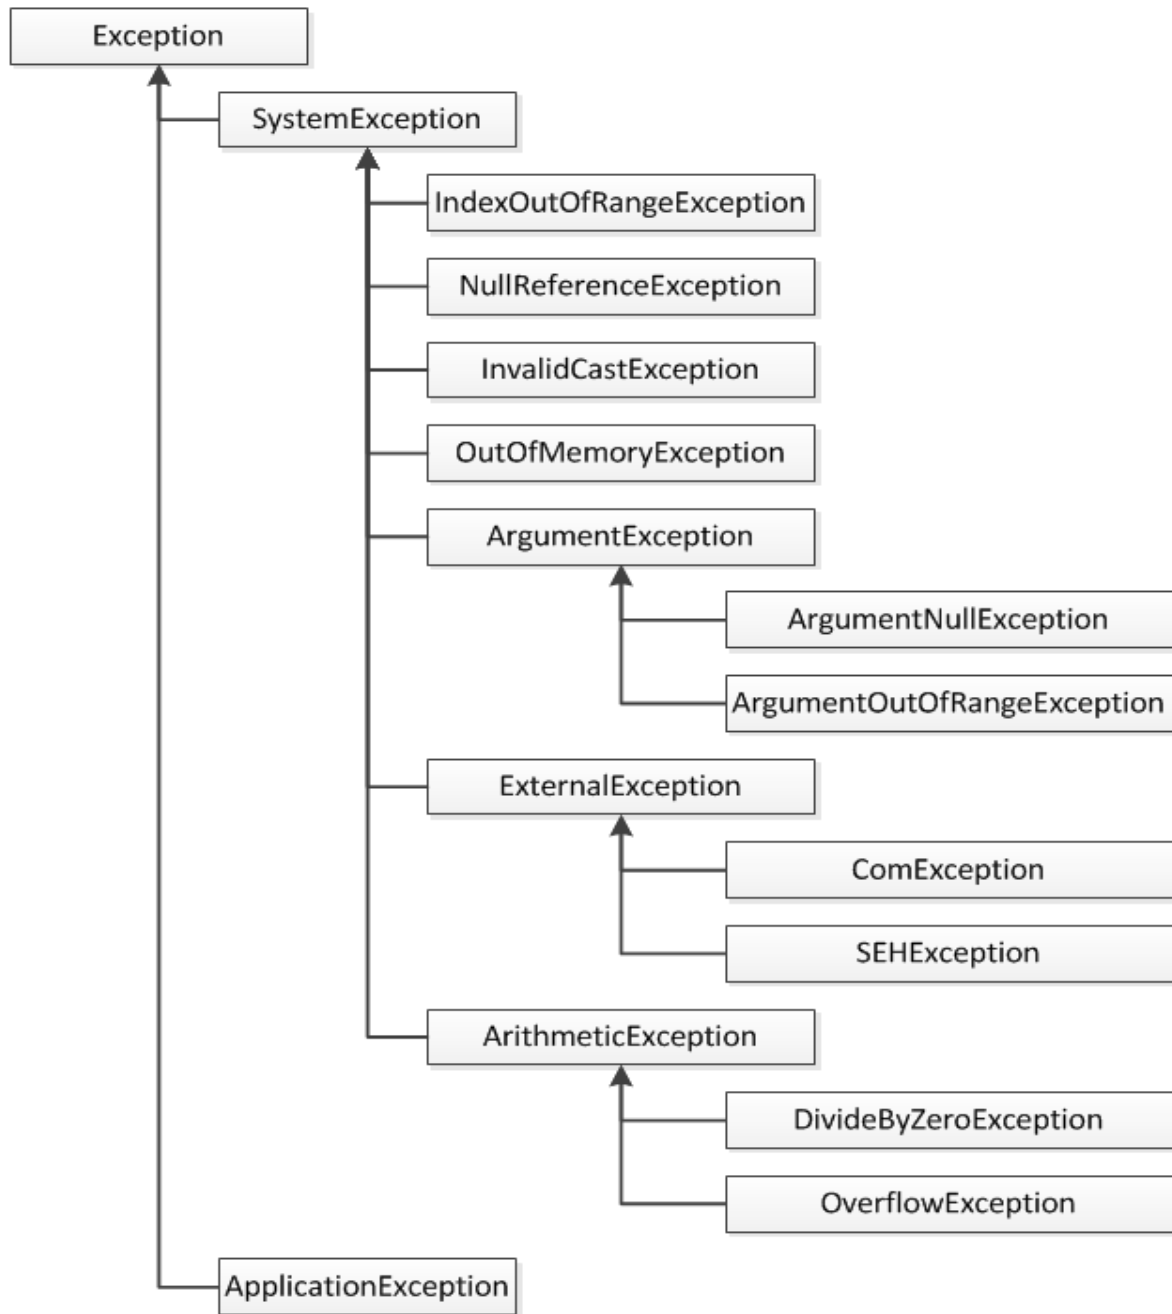 Exception
SystemException
IndexOutOfRangeException
NullReferenceException
InvalidCastException
OutOfMemoryException
ArgumentException
ArgumentNullException
ArgumentOutOfRangeException
ExternalException
ComException
SEHException
ArithmeticException
DivideByZeroException
OverflowException
ApplicationException